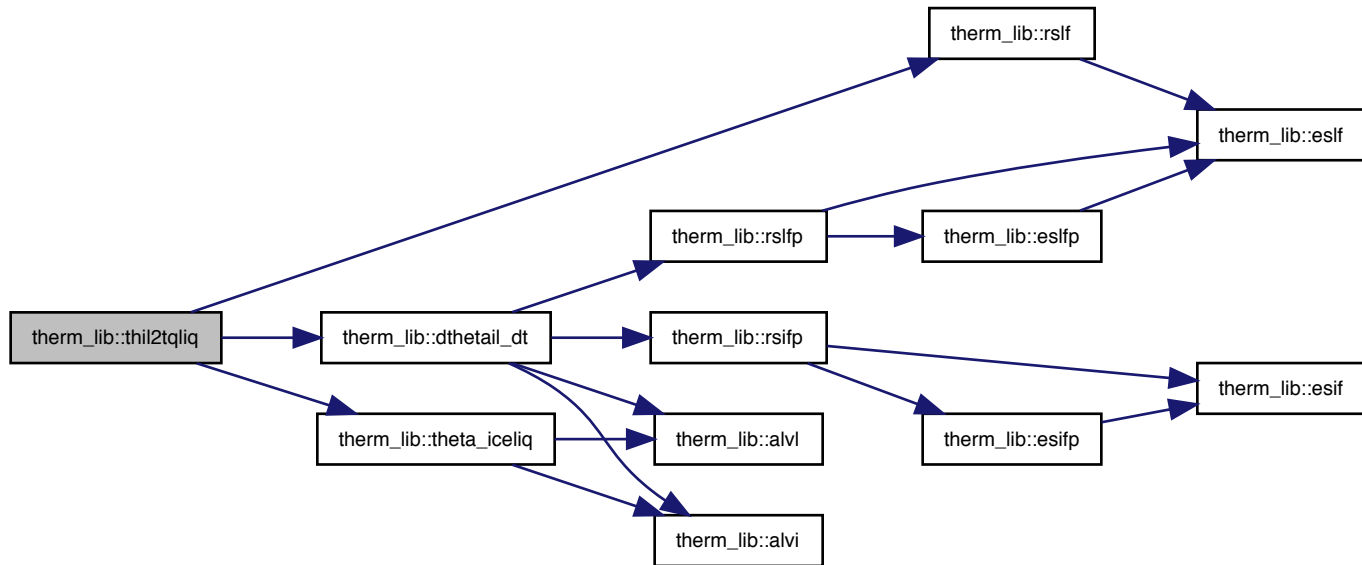 therm_lib::rslf
therm_lib::eslf
therm_lib::rslfp
therm_lib::eslfp
therm_lib::thil2tqliq
therm_lib::dthetail_dt
therm_lib::rsifp
therm_lib::esif
therm_lib::theta_iceliq
therm_lib::alvl
therm_lib::esifp
therm_lib::alvi